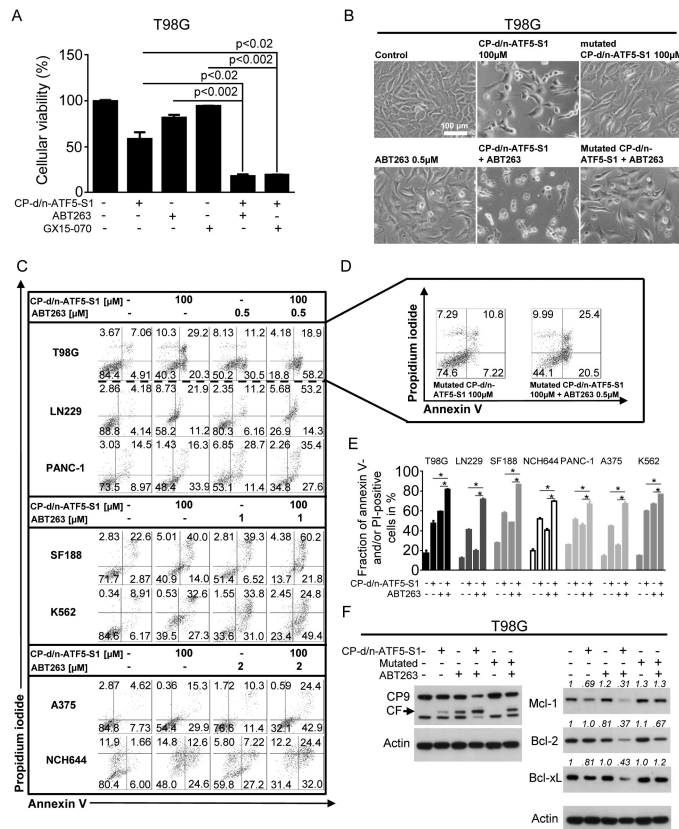 A
T98G
p<0.02
p<0.002
p<0.02
p<0.002
Cellular viability (%)
150
100
50
0
CP-d/n-ATF5-S1 - + - - + +
ABT263 - - + - + -
GX15-070 - - - + - +
B
T98G
Control
CP-d/n-ATF5-S1
100μM
mutated
CP-d/n-ATF5-S1 100μM
100 μm
ABT263 0.5μM
CP-d/n-ATF5-S1
+ ABT263
Mutated CP-d/n-
ATF5-S1 + ABT263
C
CP-d/n-ATF5-S1 [μM] - 100 - 100
ABT263 [μM] - - 0.5 0.5
T98G
3.67 7.06 10.3 29.2 8.13 11.2 4.18 18.9
84.4 4.91 40.3 20.3 50.2 30.5 18.8 58.2
LN229
2.86 4.18 8.73 21.9 2.35 11.2 5.68 53.2
88.8 4.14 58.2 11.2 80.3 6.16 26.9 14.3
PANC-1
3.03 14.5 1.43 16.3 6.85 28.7 2.26 35.4
73.5 8.97 48.4 33.9 53.1 11.4 34.8 27.6
CP-d/n-ATF5-S1 [μM] - 100 - 100
ABT263 [μM] - - 1 1
SF188
2.83 22.6 5.01 40.0 2.81 39.3 4.38 60.2
71.7 2.87 40.9 14.0 51.4 6.52 13.7 21.8
K562
0.34 8.91 0.53 32.6 1.55 33.8 2.45 24.8
84.6 6.17 39.5 27.3 33.6 31.0 23.4 49.4
CP-d/n-ATF5-S1 [μM] - 100 - 100
ABT263 [μM] - - 2 2
A375
2.87 4.62 0.36 15.3 1.72 10.3 0.59 24.4
84.8 7.73 54.4 29.9 76.6 11.4 32.1 42.9
NCH644
11.9 1.66 14.8 12.6 5.80 7.22 12.2 24.4
80.4 6.00 48.0 24.6 59.8 27.2 31.4 32.0
Propidium iodide
Annexin V
D
Propidium iodide
7.29 10.8 9.99 25.4
74.6 7.22 44.1 20.5
Mutated CP-d/n-
ATF5-S1 100μM
Mutated CP-d/n-ATF5-S1
100μM + ABT263 0.5μM
Annexin V
E
T98G LN229 SF188 NCH644 PANC-1 A375 K562
* * * * * * * * * * * * * *
Fraction of annexin V-
and/or PI-positive
cells in %
100
80
60
40
20
0
CP-d/n-ATF5-S1 - + - + - + - + - + - + - + - + - + - + - + - + - + - +
ABT263 - - + + - - + + - - + + - - + + - - + + - - + + - - + +
F
T98G
CP-d/n-ATF5-S1 - + - + - -
Mutated - - - - + +
ABT263 - - + + - +
CP9
CF
Actin
- + - + - -
- - - - + +
- - + + - +
1 .69 1.2 .31 1.3 1.3
Mcl-1
1 1.0 .81 .37 1.1 .67
Bcl-2
1 .81 1.0 .43 1.0 1.2
Bcl-xL
Actin